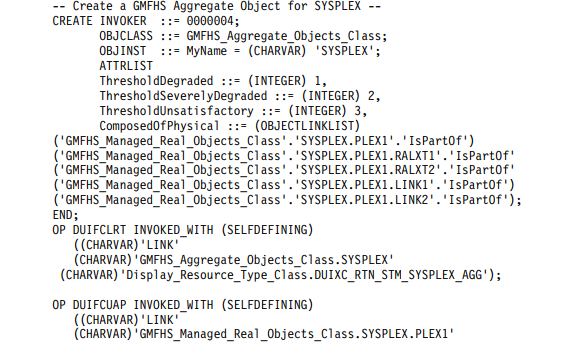 -- Create a GMFHS Aggregate Object for SYSPLEX --
CREATE INVOKER ::= 0000004;
OBJCLASS ::= GMFHS_Aggregate_Objects_Class;
OBJINST ::= MyName = (CHARVAR) 'SYSPLEX';
ATTRLIST
ThresholdDegraded ::= (INTEGER) 1,
ThresholdSeverelyDegraded ::= (INTEGER) 2,
ThresholdUnsatisfactory ::= (INTEGER) 3,
ComposedOfPhysical ::= (OBJECTLINKLIST)
('GMFHS_Managed_Real_Objects_Class'.'SYSPLEX.PLEX1'.'IsPartOf')
('GMFHS_Managed_Real_Objects_Class'.'SYSPLEX.PLEX1.RALXT1'.'IsPartOf'
('GMFHS_Managed_Real_Objects_Class'.'SYSPLEX.PLEX1.RALXT2'.'IsPartOf'
('GMFHS_Managed_Real_Objects_Class'.'SYSPLEX.PLEX1.LINK1'.'IsPartOf')
('GMFHS_Managed_Real_Objects_Class'.'SYSPLEX.PLEX1.LINK2'.'IsPartOf');
END;
OP DUIFCLRT INVOKED_WITH (SELFDEFINING)
((CHARVAR)'LINK'
(CHARVAR)'GMFHS_Aggregate_Objects_Class.SYSPLEX'
(CHARVAR)'Display_Resource_Type_Class.DUIXC_RTN_STM_SYSPLEX_AGG');
OP DUIFCUAP INVOKED_WITH (SELFDEFINING)
((CHARVAR)'LINK'
(CHARVAR)'GMFHS_Managed_Real_Objects_Class.SYSPLEX.PLEX1'